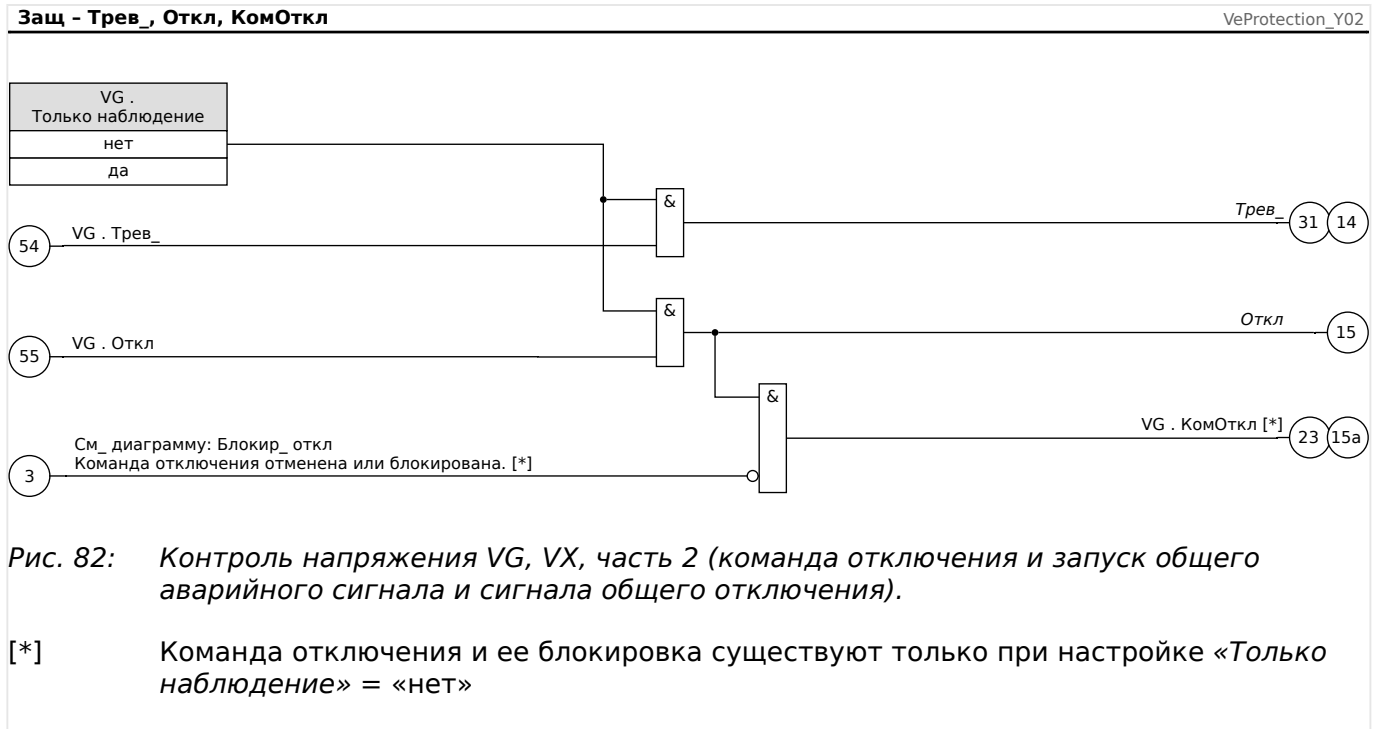 Защ – Трев_, Откл, КомОткл
VeProtection_Y02
VG .
Только наблюдение
нет
да
&
Трев_
31
14
54
VG . Трев_
&
Откл
15
55
VG . Откл
&
VG . КомОткл [*]
23
15a
См_ диаграмму: Блокир_ откл
Команда отключения отменена или блокирована. [*]
3
Рис. 82: Контроль напряжения VG, VX, часть 2 (команда отключения и запуск общего
аварийного сигнала и сигнала общего отключения).
[*] Команда отключения и ее блокировка существуют только при настройке «Только
наблюдение» = «нет»